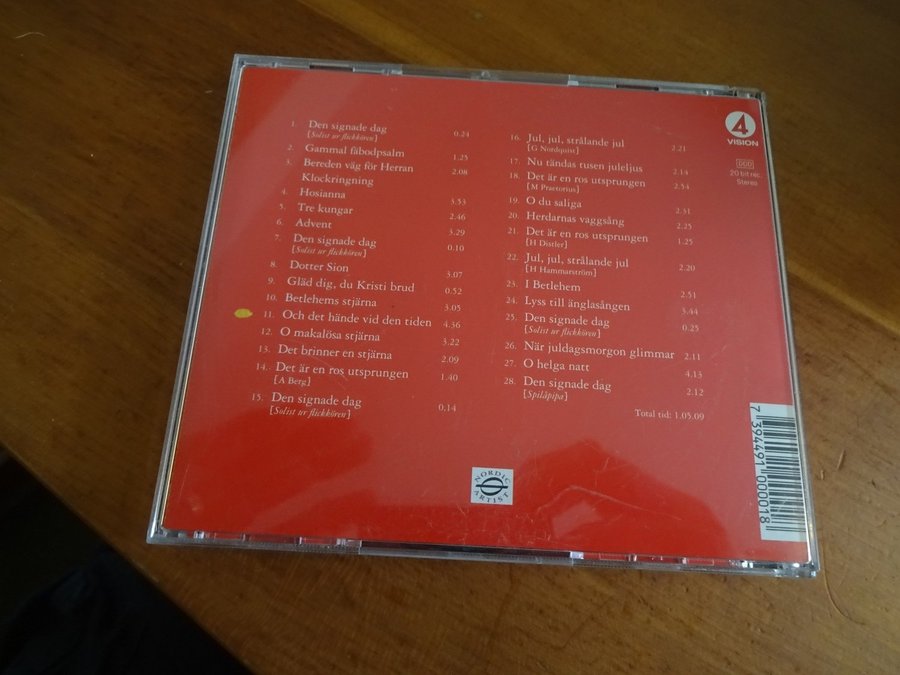 1. Den signade dag 0.24
[Solist ur flickkören]
2. Gammal fäbodpsalm 1.25
3. Bereden väg för Herran 2.08
Klockringning
4. Hosianna 3.53
5. Tre kungar 2.46
6. Advent 3.29
7. Den signade dag 0.10
[Solist ur flickkören]
8. Dotter Sion 3.07
9. Gläd dig, du Kristi brud 0.52
10. Betlehems stjärna 3.05
11. Och det hände vid den tiden 4.36
12. O makalösa stjärna 3.22
13. Det brinner en stjärna 2.09
14. Det är en ros utsprungen 1.40
[A Berg]
15. Den signade dag 0,14
[Solist ur flickkören]
16. Jul, jul, strålande jul 2.21
[G Nordquist]
17. Nu tändas tusen juleljus 2.14
18. Det är en ros utsprungen 2.54
[M Praetorius]
19. O du saliga 2.31
20. Herdarnas vaggsång 2.25
21. Det är en ros utsprungen 1.25
[H Distler]
22. Jul, jul, strålande jul 2.20
[H Hammarström]
23. I Betlehem 2.51
24. Lyss till änglasången 3.44
25. Den signade dag 0.25
[Solist ur flickkören]
26. När juldagsmorgon glimmar 2.11
27. O helga natt 4.13
28. Den signade dag 2.12
[Spilåpipa]
Total tid: 1.05.09
4
VISION
DDD
20 bit rec.
Stereo
NORDIC
ARTIST
7 394491 000018